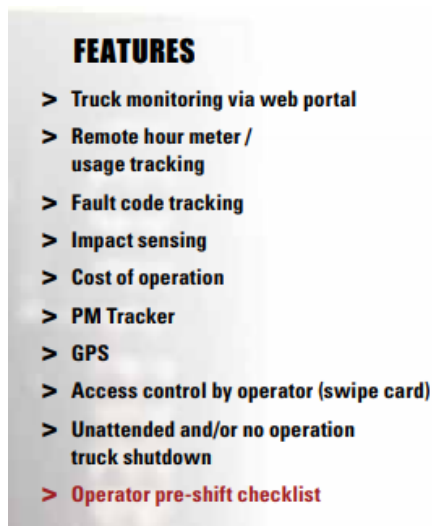 FEATURES
> Truck monitoring via web portal
> Remote hour meter /
usage tracking
> Fault code tracking
> Impact sensing
> Cost of operation
> PM Tracker
> GPS
> Access control by operator (swipe card)
> Unattended and/or no operation
truck shutdown
> Operator pre-shift checklist